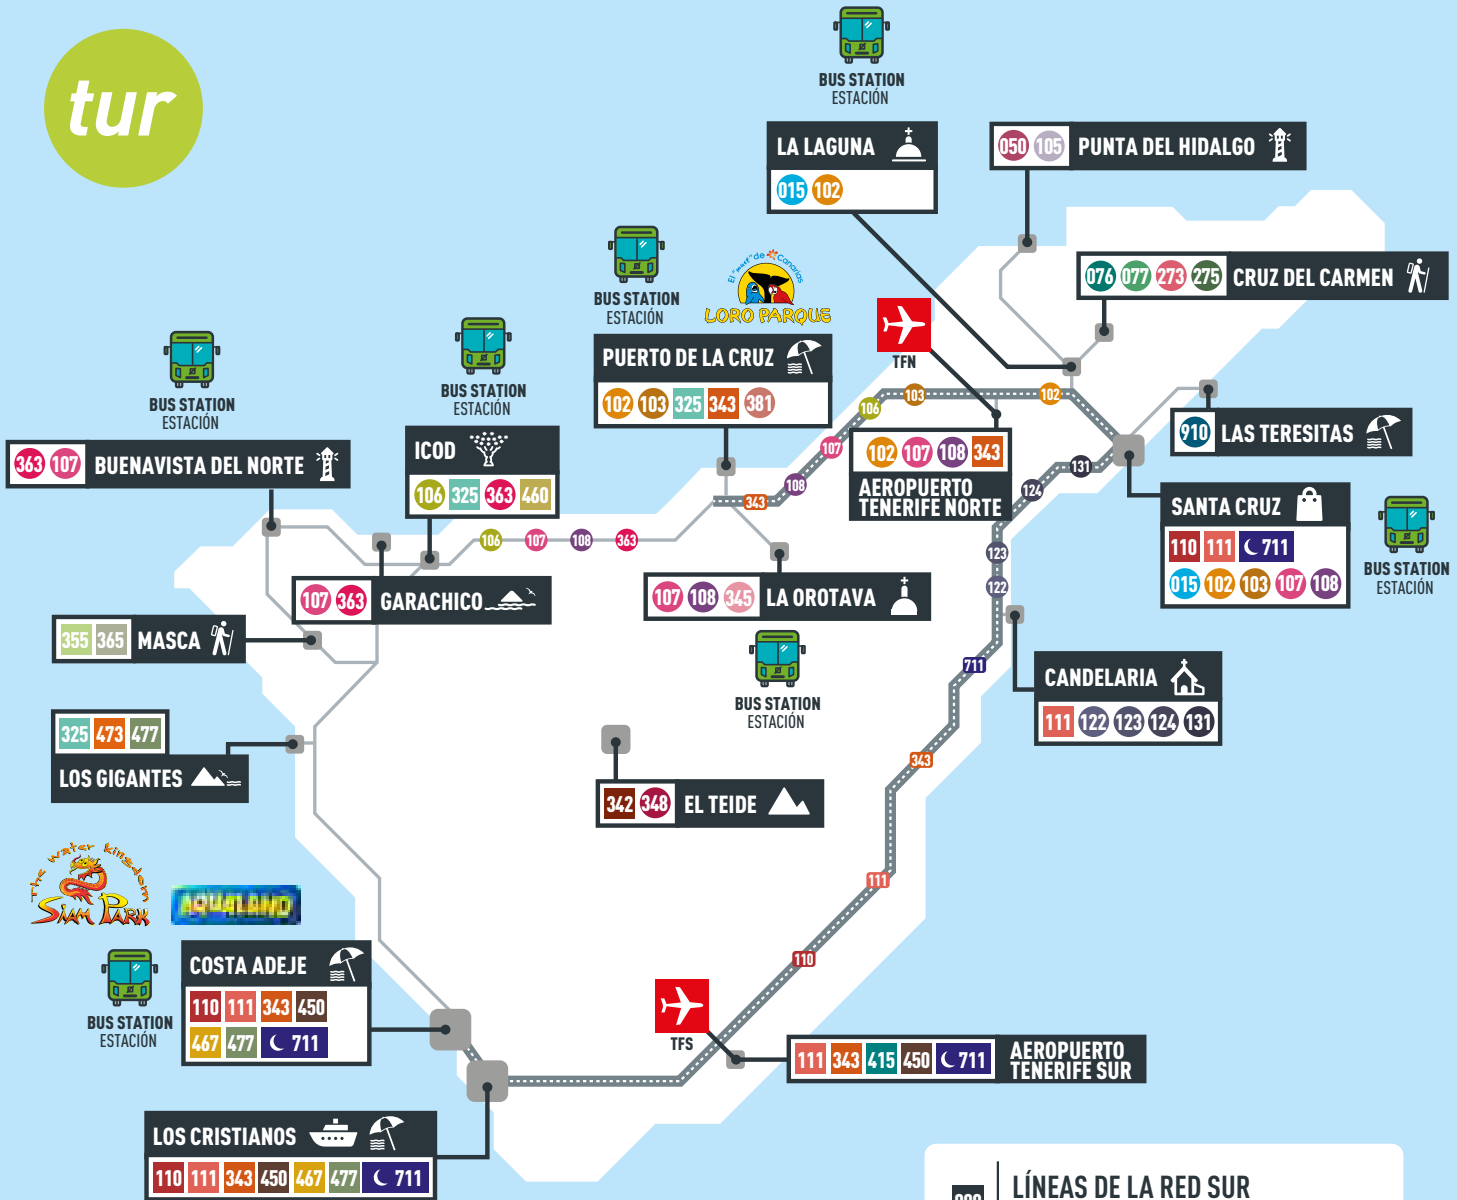 tur
BUS STATION
ESTACIÓN
LA LAGUNA
015 102
050 105 PUNTA DEL HIDALGO
076 077 273 275 CRUZ DEL CARMEN
BUS STATION
ESTACIÓN
El "must" de Canarias
LORO PARQUE
PUERTO DE LA CRUZ
102 103 325 343 381
TFN
BUS STATION
ESTACIÓN
BUS STATION
ESTACIÓN
363 107 BUENAVISTA DEL NORTE
ICOD
106 325 363 460
106
103
102
107
108
343
102 107 108 343
AEROPUERTO
TENERIFE NORTE
910 LAS TERESITAS
131
124
123
122
SANTA CRUZ
110 111 711
015 102 103 107 108
BUS STATION
ESTACIÓN
106 107 108 363
107 363 GARACHICO
107 108 345 LA OROTAVA
BUS STATION
ESTACIÓN
355 365 MASCA
711
CANDELARIA
111 122 123 124 131
325 473 477
LOS GIGANTES
343
342 348 EL TEIDE
111
The water kingdom
SIAM PARK
AQUALAND
110
BUS STATION
ESTACIÓN
COSTA ADEJE
110 111 343 450
467 477 711
TFS
111 343 415 450 711 AEROPUERTO
TENERIFE SUR
LOS CRISTIANOS
110 111 343 450 467 477 711
LÍNEAS DE LA RED SUR